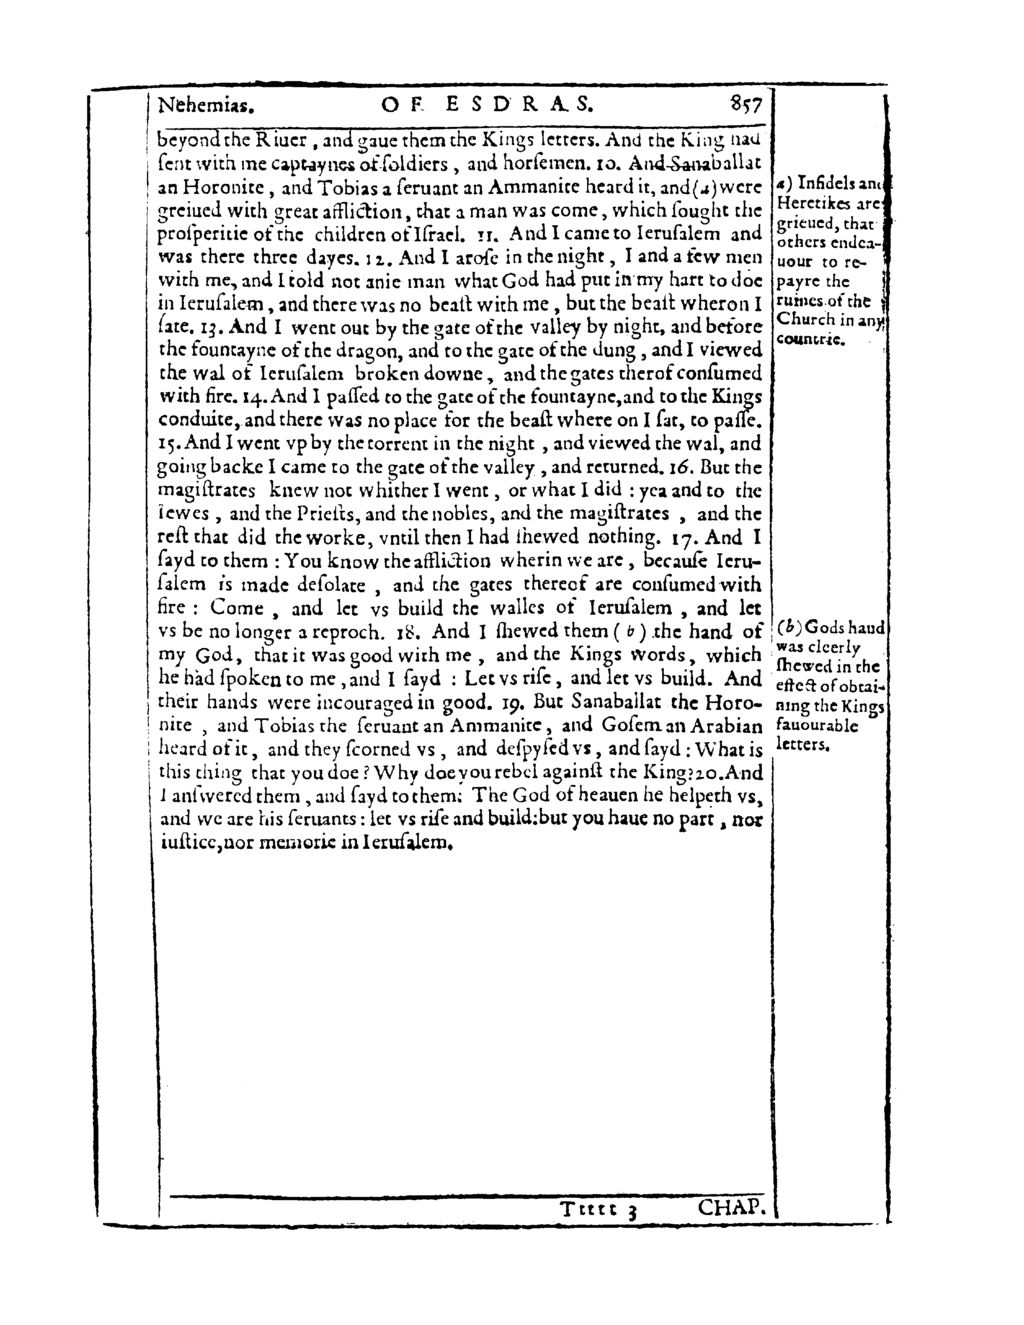 Nehemias. OF ESDRAS. 857
beyond the Riuer, and gaue them the Kings letters. And the King had
ſent with me captaynes of ſoldiers, and horſemen. 10. And Sanaballat
an Horonite, and Tobias a ſeruant an Ammanite heard it, and (a) were
greiued with great affliction, that a man was come, which ſought the
proſperitie of the children of Iſrael. 11. And I came to Ieruſalem and
was there three dayes. 12. And I aroſe in the night, I and a few men
with me, and I told not anie man what God had put in my hart to doe
in Ieruſalem, and there was no beaſt with me, but the beaſt wheron I
ſate. 13. And I went out by the gate of the valley by night, and before
the fountayne of the dragon, and to the gate of the dung, and I viewed
the wal of Ieruſalem broken downe, and the gates therof conſumed
with fire. 14. And I paſſed to the gate of the fountayne, and to the Kings
conduite, and there was no place for the beaſt where on I ſat, to paſſe.
15. And I went vp by the torrent in the night, and viewed the wal, and
going backe I came to the gate of the valley, and returned. 16. But the
magiſtrates knew not whither I went, or what I did : yea and to the
Iewes, and the Prieſts, and the nobles, and the magiſtrates, and the
reſt that did the worke, vntil then I had ſhewed nothing. 17. And I
ſayd to them : You know the affliction wherin we are, becauſe Ieru-
ſalem is made deſolate, and the gates thereof are conſumed with
fire : Come, and let vs build the walles of Ieruſalem, and let
vs be no longer a reproch. 18. And I ſhewed them (b) the hand of
my God, that it was good with me, and the Kings words, which
he had ſpoken to me, and I ſayd : Let vs riſe, and let vs build. And
their hands were incouraged in good. 19. But Sanaballat the Horo-
nite, and Tobias the ſeruant an Ammanite, and Goſem an Arabian
heard of it, and they ſcorned vs, and deſpyſed vs, and ſayd : What is
this thing that you doe? Why doe you rebel againſt the King? 20. And
I anſwered them, and ſayd to them: The God of heauen he helpeth vs,
and we are his ſeruants : let vs riſe and build: but you haue no part, nor
iuſtice, nor memorie in Ieruſalem.
a) Infidels and
Heretikes are
grieued, that
others endea-
uour to re-
payre the
ruines of the
Church in any
countrie.
(b) Gods hand
was cleerly
ſhewed in the
effect of obtai-
ning the Kings
fauourable
letters.
Ttttt 3 CHAP.